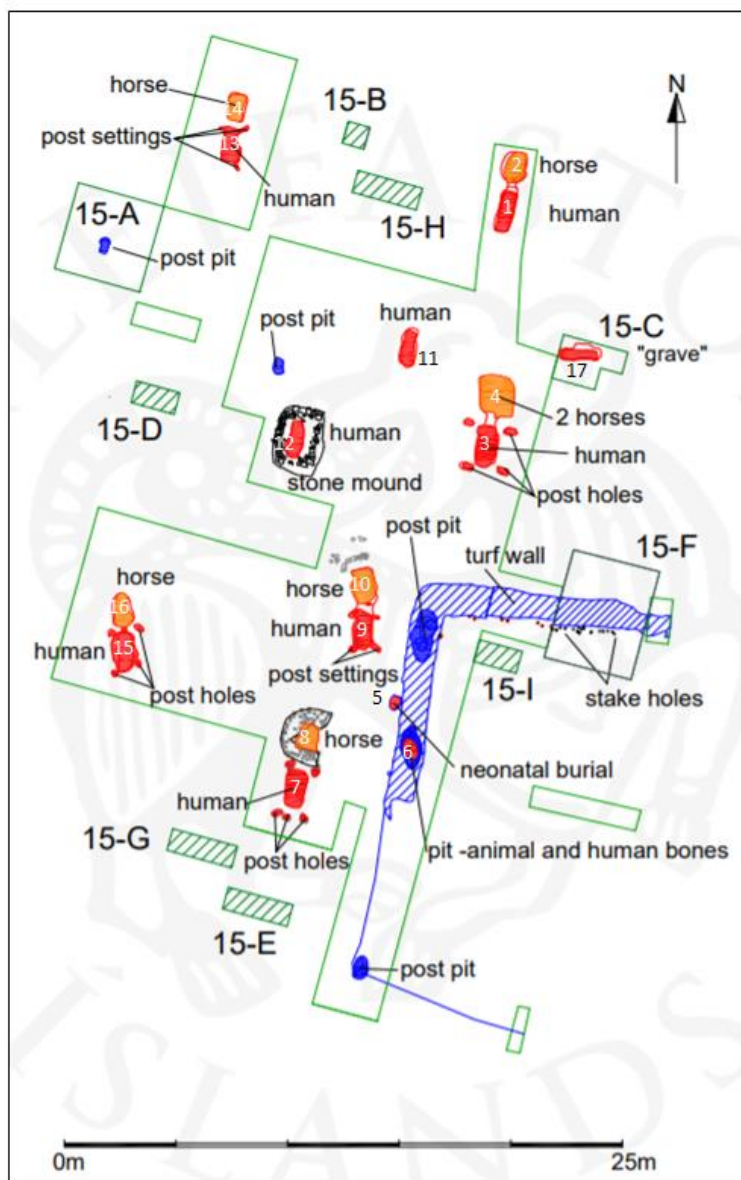 horse
14
post settings
13
human
15-B
15-H
N
2
horse
1
human
15-A
post pit
post pit
human
11
15-C
"grave"
17
15-D
12
human
stone mound
4
2 horses
3
human
post holes
post pit
turf wall
15-F
horse
16
human
15
post holes
horse
10
human
9
post settings
15-I
stake holes
5
neonatal burial
8
horse
6
human
7
pit -animal and human bones
15-G
post holes
15-E
post pit
0m
25m
ÍSLANDS